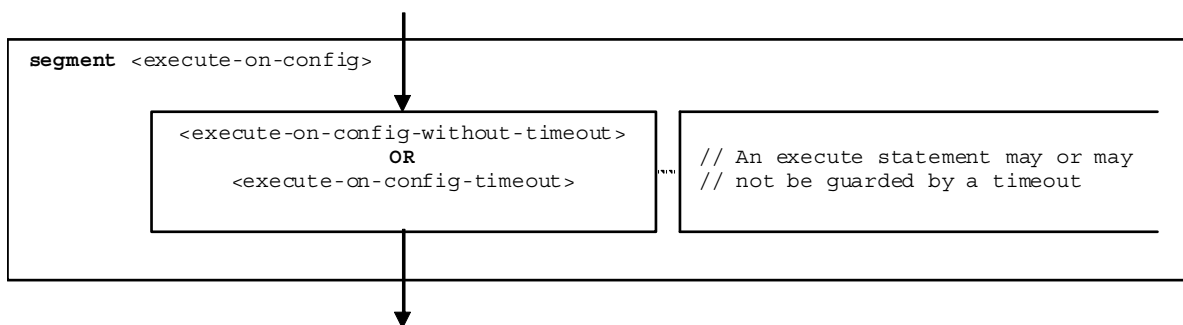 segment <execute-on-config>
<execute-on-config-without-timeout>
OR
<execute-on-config-timeout>
// An execute statement may or may
// not be guarded by a timeout